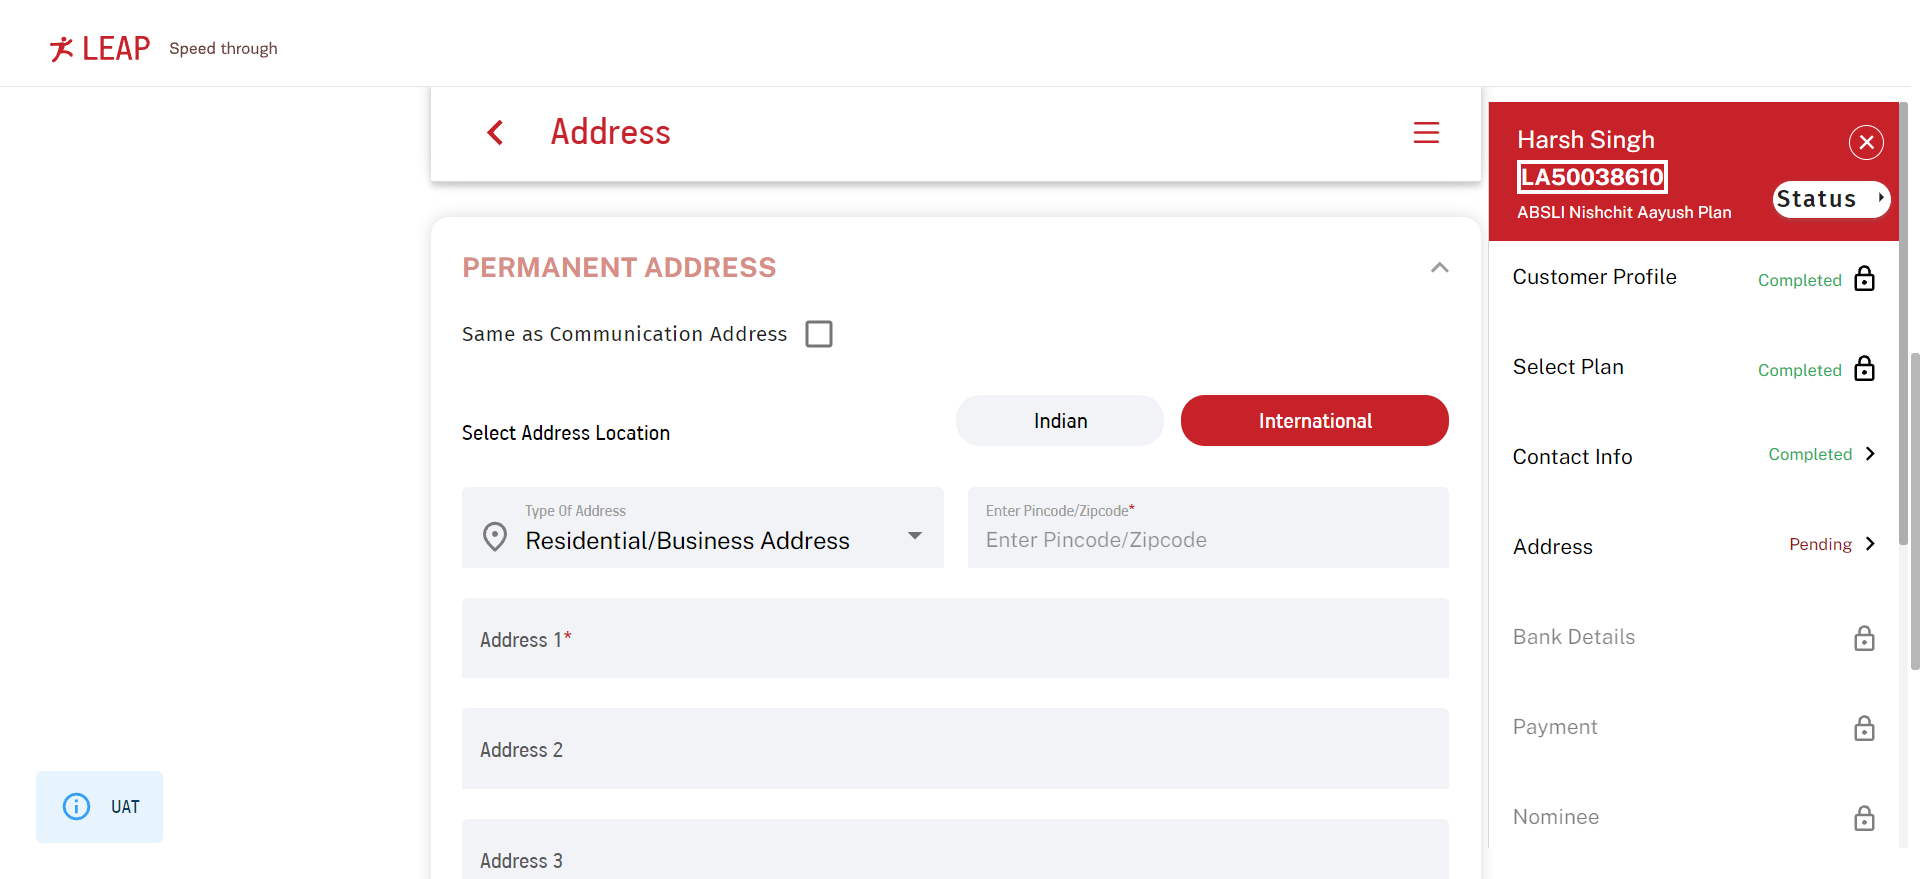 LEAP Speed through
Address
PERMANENT ADDRESS
Same as Communication Address
Select Address Location
Indian
International
Type Of Address
Residential/Business Address
Enter Pincode/Zipcode*
Enter Pincode/Zipcode
Address 1*
Address 2
Address 3
UAT
Harsh Singh
LA50038610
ABSLI Nishchit Aayush Plan
Status
Customer Profile Completed
Select Plan Completed
Contact Info Completed
Address Pending
Bank Details
Payment
Nominee